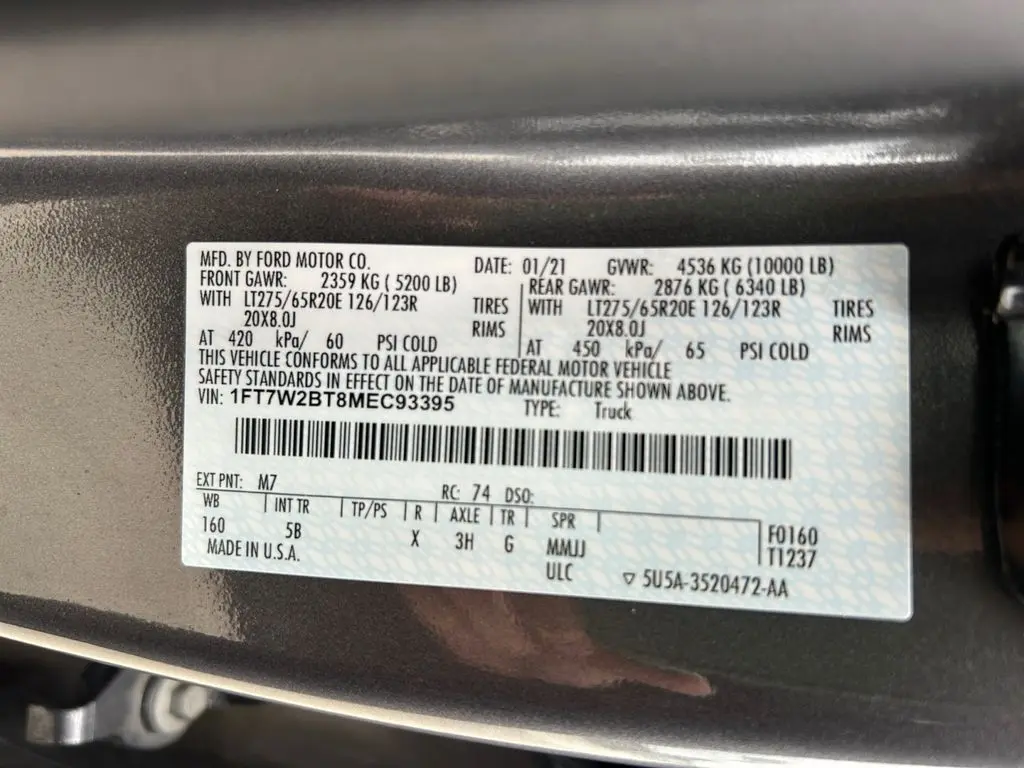 MFD. BY FORD MOTOR CO. DATE: 01/21 GVWR: 4536 KG (10000 LB)
FRONT GAWR: 2359 KG ( 5200 LB) REAR GAWR: 2876 KG ( 6340 LB)
WITH LT275/65R20E 126/123R TIRES WITH LT275/65R20E 126/123R TIRES
20X8.0J RIMS 20X8.0J RIMS
AT 420 kPa/ 60 PSI COLD AT 450 kPa/ 65 PSI COLD
THIS VEHICLE CONFORMS TO ALL APPLICABLE FEDERAL MOTOR VEHICLE
SAFETY STANDARDS IN EFFECT ON THE DATE OF MANUFACTURE SHOWN ABOVE.
VIN: 1FT7W2BT8MEC93395 TYPE: Truck
EXT PNT: M7 RC: 74 DSO:
WB INT TR TP/PS R AXLE TR SPR
160 5B X 3H G MMJJ F0160
MADE IN U.S.A. ULC T1237
▽ 5U5A-3520472-AA